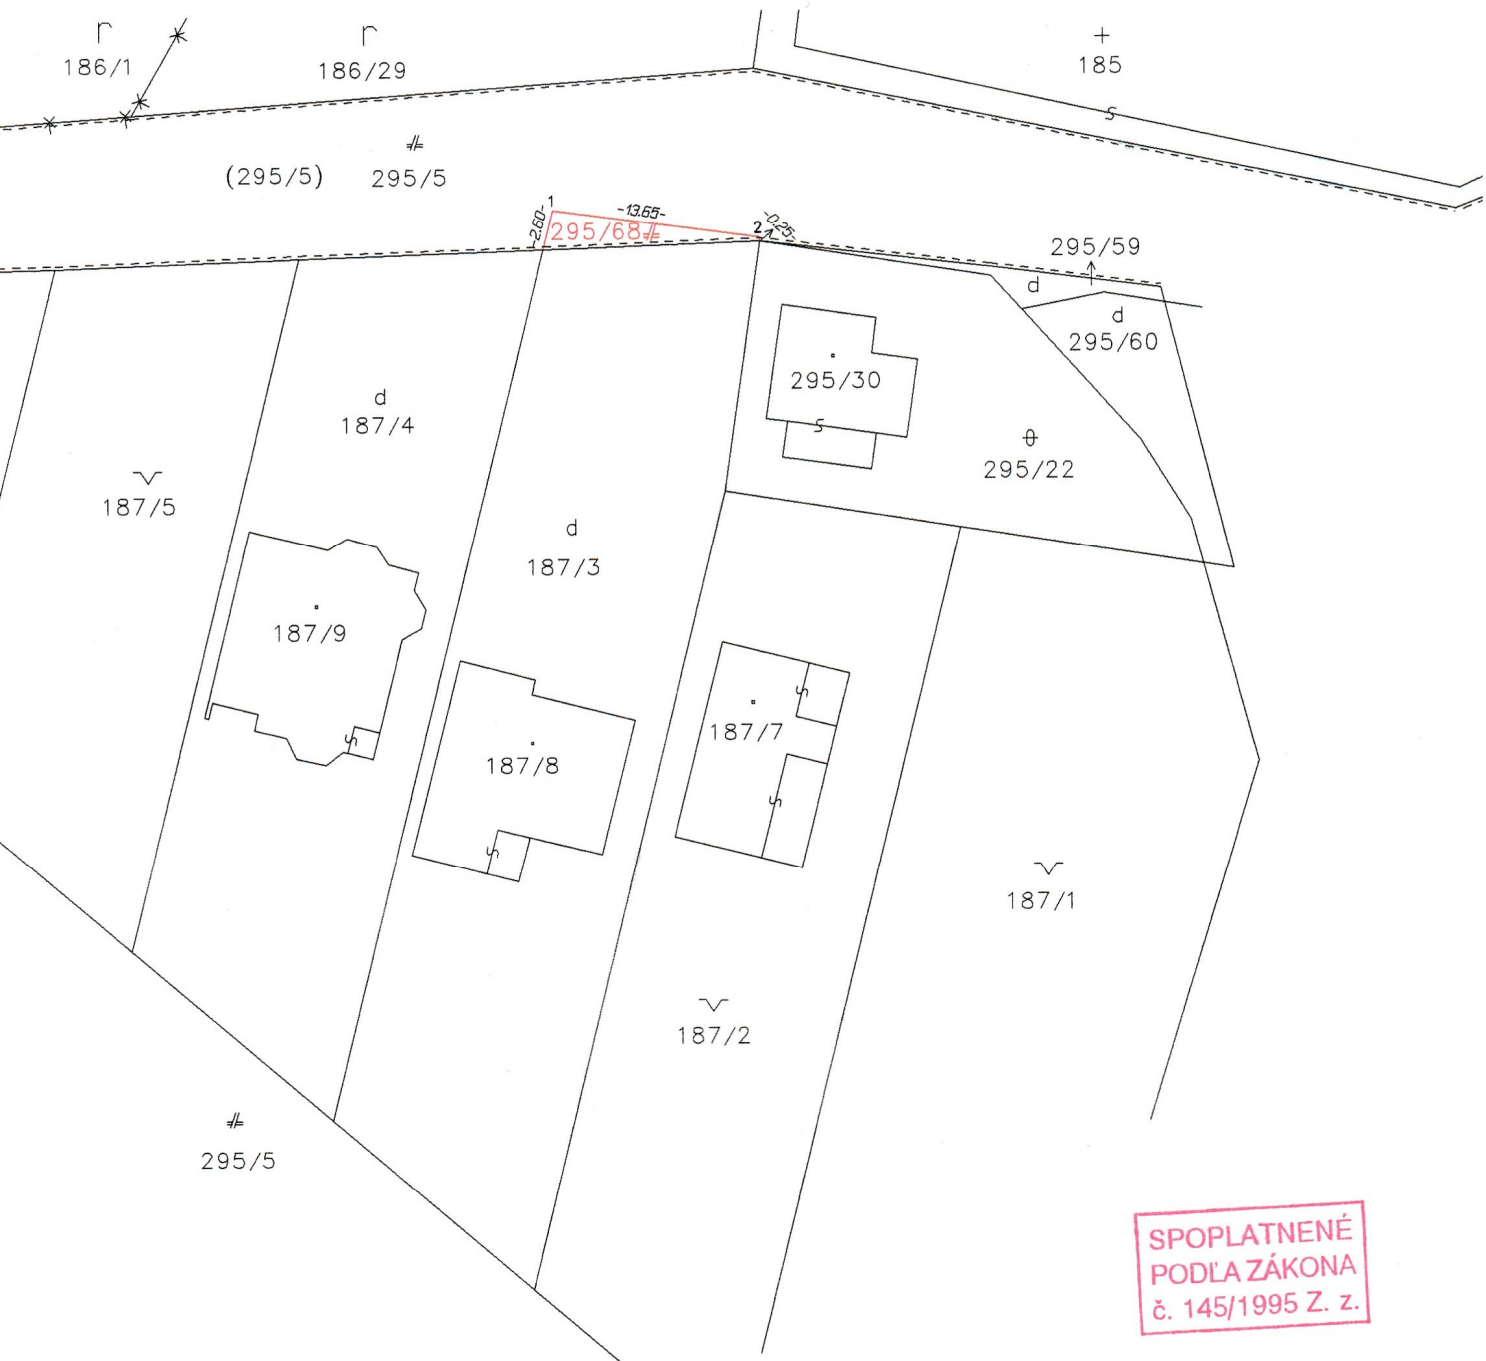 r
186/1
r
186/29
+
185
s
(295/5)
295/5
-2.60-
1
-13.65-
295/68
2
-0.25-
295/59
d
d
295/60
295/30
s
295/22
d
187/4
187/5
d
187/3
187/9
s
187/8
s
187/7
s
s
187/1
187/2
295/5
SPOPLATNENÉ
PODĽA ZÁKONA
č. 145/1995 Z. z.